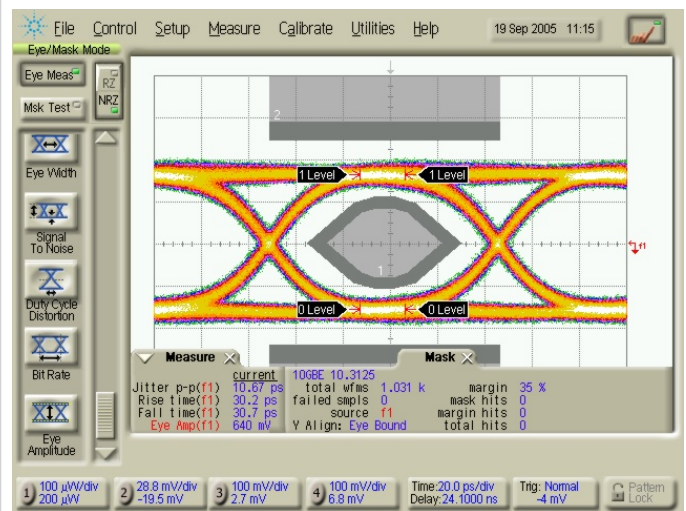 File Control Setup Measure Calibrate Utilities Help 19 Sep 2005 11:15
Eye/Mask Mode
Eye Meas
RZ
NRZ
Msk Test
Eye Width
Signal
To Noise
Duty Cycle
Distortion
Bit Rate
Eye
Amplitude
2
1 Level 1 Level
f1
1
0 Level 0 Level
Measure
current
Jitter p-p(f1) 10.67 ps
Rise time(f1) 30.2 ps
Fall time(f1) 30.7 ps
Eye Amp(f1) 640 mV
Mask
10GBE 10.3125
total wfms 1.031 k margin 35 %
failed smpls 0 mask hits 0
source f1 margin hits 0
Y Align: Eye Bound total hits 0
1) 100 µW/div
200 µW
2) 28.8 mV/div
-19.5 mV
3) 100 mV/div
2.7 mV
4) 100 mV/div
6.8 mV
Time:20.0 ps/div
Delay:24.1000 ns
Trig: Normal
-4 mV
Pattern
Lock